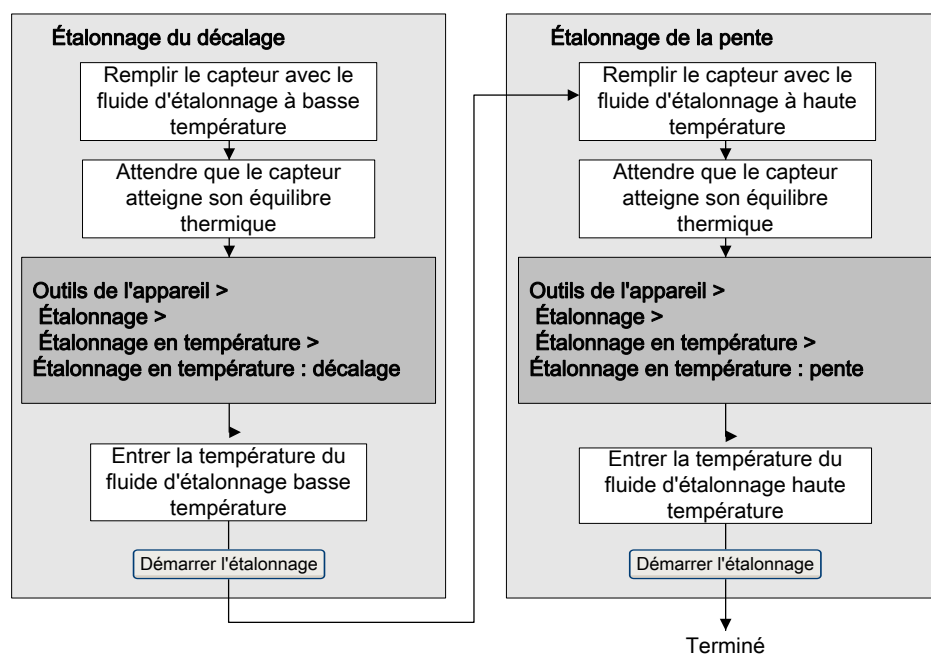 Étalonnage du décalage
Remplir le capteur avec le
fluide d'étalonnage à basse
température
Attendre que le capteur
atteigne son équilibre
thermique
Outils de l'appareil >
Étalonnage >
Étalonnage en température >
Étalonnage en température : décalage
Entrer la température du
fluide d'étalonnage basse
température
Démarrer l'étalonnage
Étalonnage de la pente
Remplir le capteur avec le
fluide d'étalonnage à haute
température
Attendre que le capteur
atteigne son équilibre
thermique
Outils de l'appareil >
Étalonnage >
Étalonnage en température >
Étalonnage en température : pente
Entrer la température du
fluide d'étalonnage haute
température
Démarrer l'étalonnage
Terminé